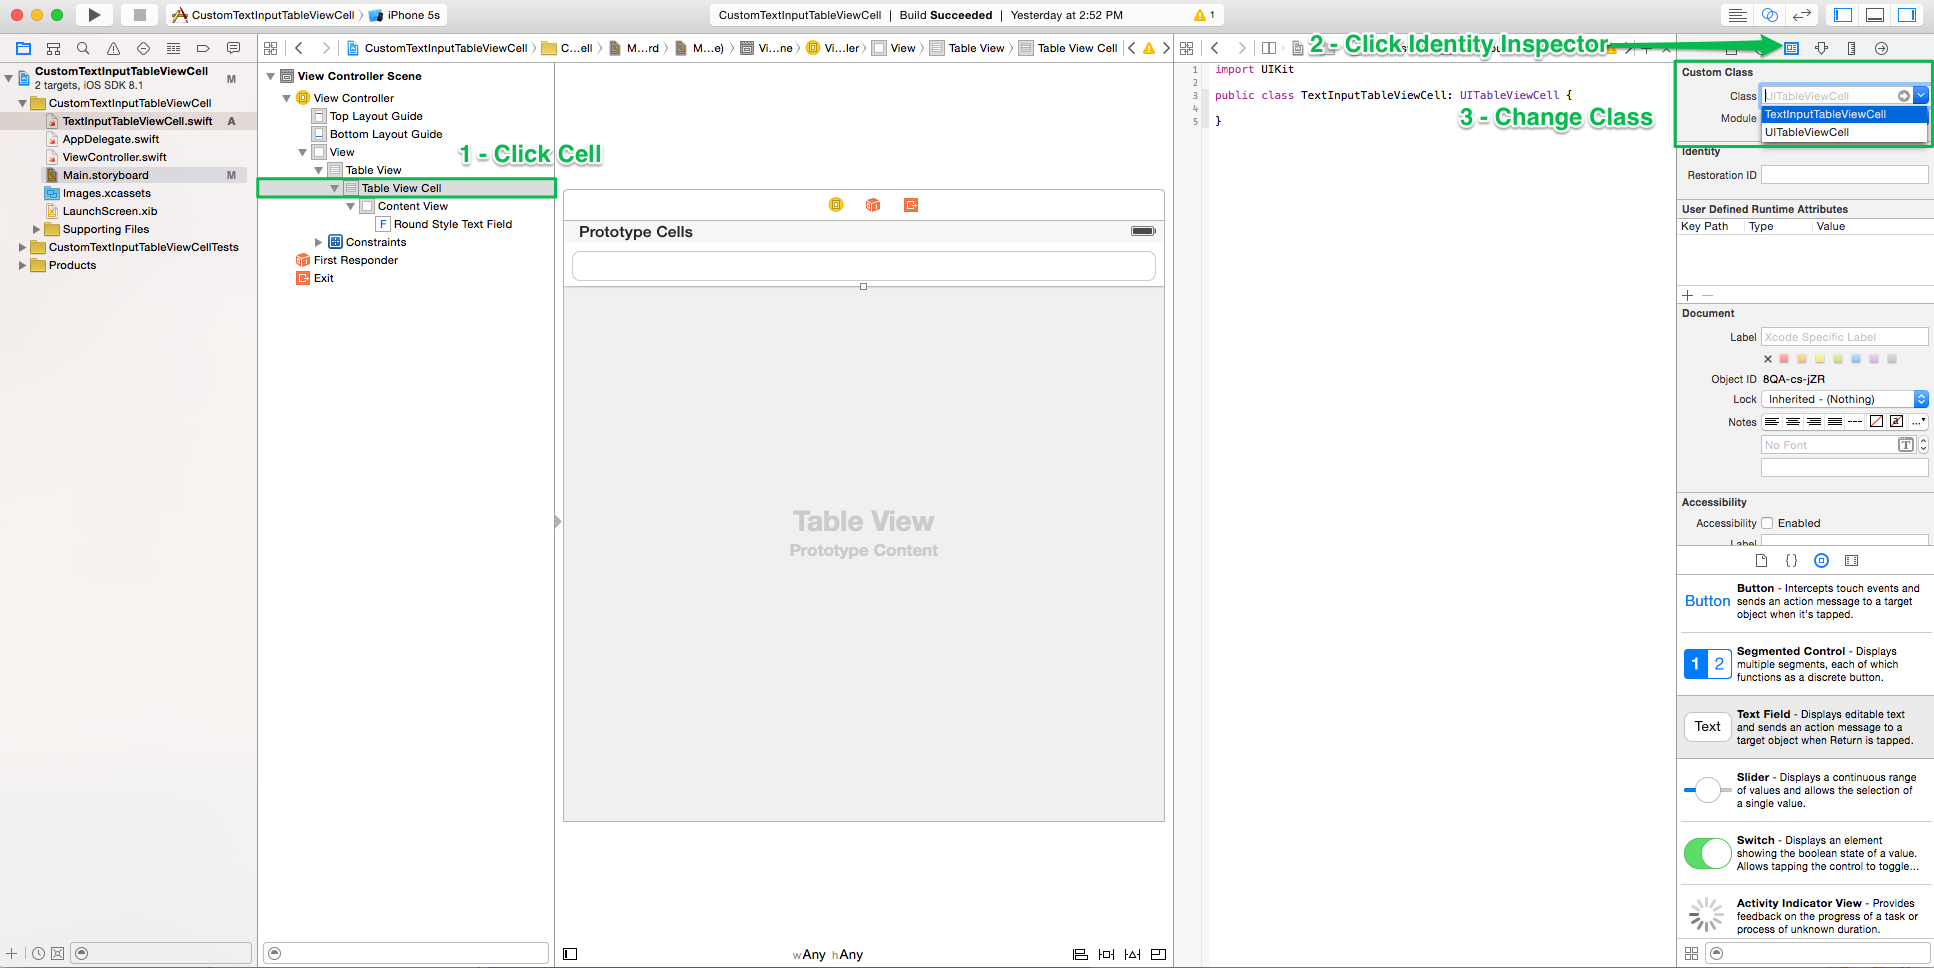 CustomTextInputTableViewCell iPhone 5s
CustomTextInputTableViewCell | Build Succeeded | Yesterday at 2:52 PM 1
CustomTextInputTableViewCell C...ell M...rd M...e) Vi...ne Vi...ler View Table View Table View Cell
2 - Click Identity Inspector
CustomTextInputTableViewCell M
2 targets, iOS SDK 8.1
CustomTextInputTableViewCell
TextInputTableViewCell.swift A
AppDelegate.swift
ViewController.swift
Main.storyboard M
Images.xcassets
LaunchScreen.xib
Supporting Files
CustomTextInputTableViewCellTests
Products
View Controller Scene
View Controller
Top Layout Guide
Bottom Layout Guide
View
Table View
Table View Cell
Content View
F Round Style Text Field
Constraints
First Responder
Exit
1 - Click Cell
Prototype Cells
Table View
Prototype Content
wAny hAny
1 import UIKit
2
3 public class TextInputTableViewCell: UITableViewCell {
4
5 }
3 - Change Class
Custom Class
Class UITableViewCell
Module
TextInputTableViewCell
UITableViewCell
Identity
Restoration ID
User Defined Runtime Attributes
Key Path Type Value
Document
Label Xcode Specific Label
Object ID 8QA-cs-jZR
Lock Inherited - (Nothing)
Notes
No Font T
Accessibility
Accessibility Enabled
Label
Button
Button - Intercepts touch events and
sends an action message to a target
object when it's tapped.
1 2
Segmented Control - Displays
multiple segments, each of which
functions as a discrete button.
Text
Text Field - Displays editable text
and sends an action message to a
target object when Return is tapped.
Slider - Displays a continuous range
of values and allows the selection of
a single value.
Switch - Displays an element
showing the boolean state of a value.
Allows tapping the control to toggle...
Activity Indicator View - Provides
feedback on the progress of a task or
process of unknown duration.